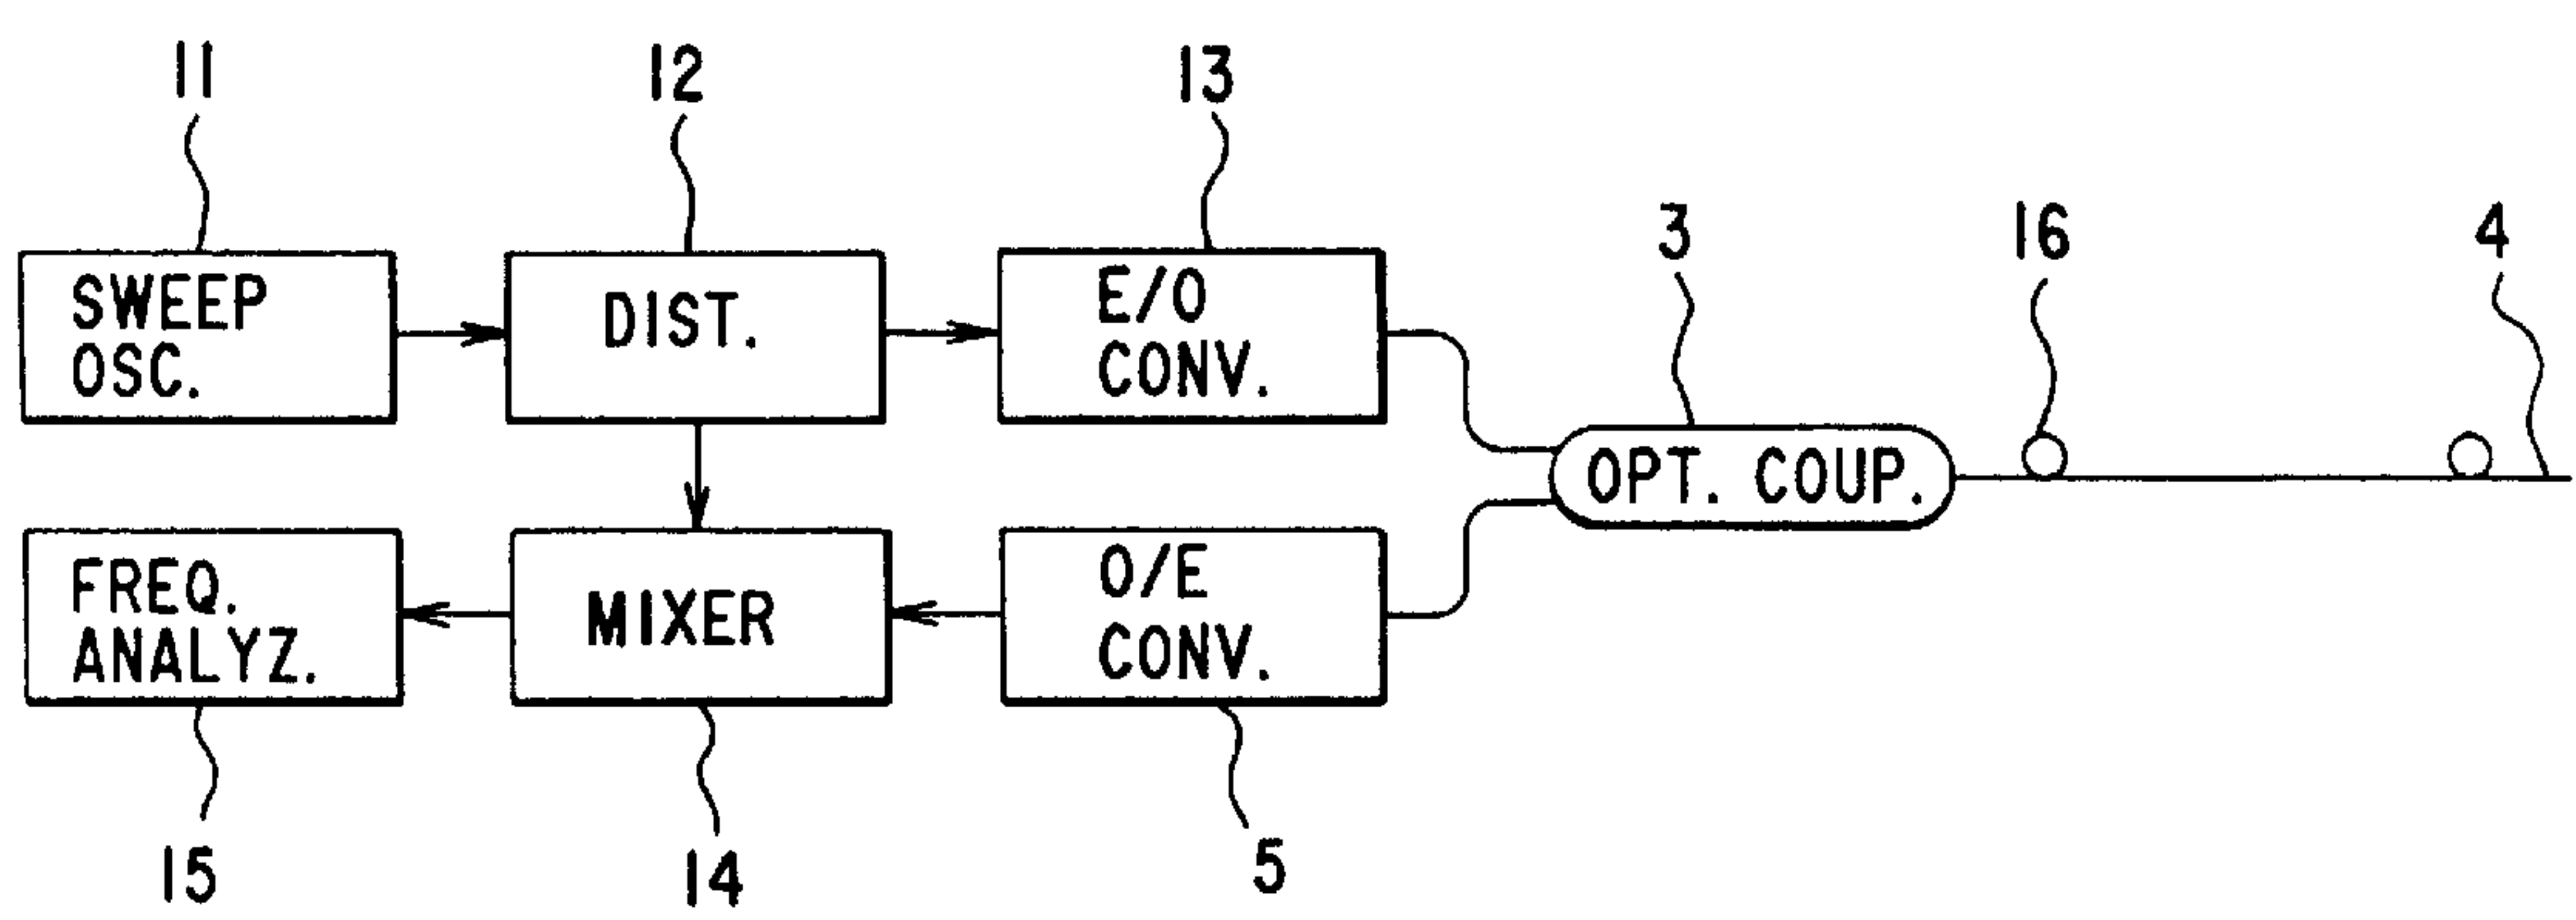 11
12
13
3
16
4
SWEEP
OSC.
DIST.
E/O
CONV.
OPT. COUP.
FREQ.
ANALYZ.
MIXER
O/E
CONV.
15
14
5